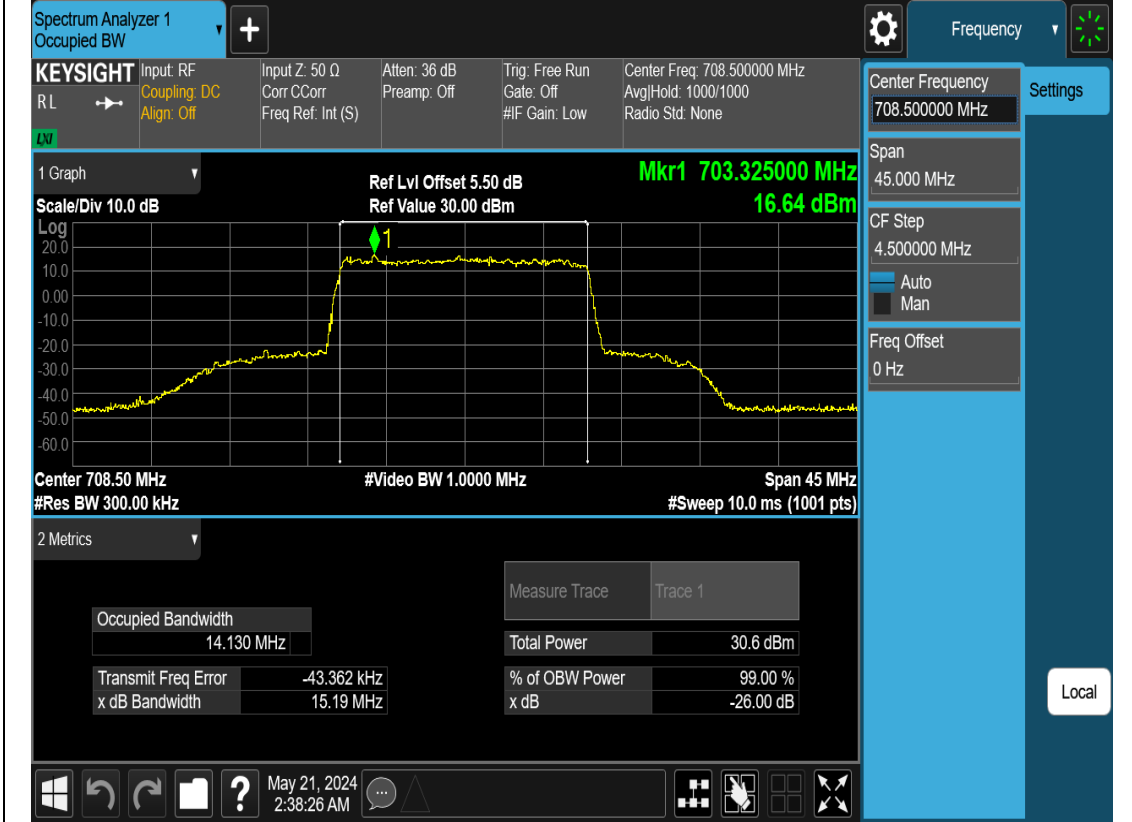 Spectrum Analyzer 1
Occupied BW
+
Frequency
KEYSIGHT
R L
LXI
Input: RF
Coupling: DC
Align: Off
Input Z: 50 Ω
Corr CCorr
Freq Ref: Int (S)
Atten: 36 dB
Preamp: Off
Trig: Free Run
Gate: Off
#IF Gain: Low
Center Freq: 708.500000 MHz
Avg|Hold: 1000/1000
Radio Std: None
Center Frequency
708.500000 MHz
Settings
Span
45.000 MHz
CF Step
4.500000 MHz
Auto
Man
Freq Offset
0 Hz
Local
1 Graph
Scale/Div 10.0 dB
Ref Lvl Offset 5.50 dB
Ref Value 30.00 dBm
Mkr1 703.325000 MHz
16.64 dBm
Log
20.0
10.0
0.00
-10.0
-20.0
-30.0
-40.0
-50.0
-60.0
1
Center 708.50 MHz
#Res BW 300.00 kHz
#Video BW 1.0000 MHz
Span 45 MHz
#Sweep 10.0 ms (1001 pts)
2 Metrics
Measure Trace Trace 1
Occupied Bandwidth
14.130 MHz
Total Power 30.6 dBm
Transmit Freq Error -43.362 kHz
% of OBW Power 99.00 %
x dB Bandwidth 15.19 MHz
x dB -26.00 dB
?
May 21, 2024
2:38:26 AM